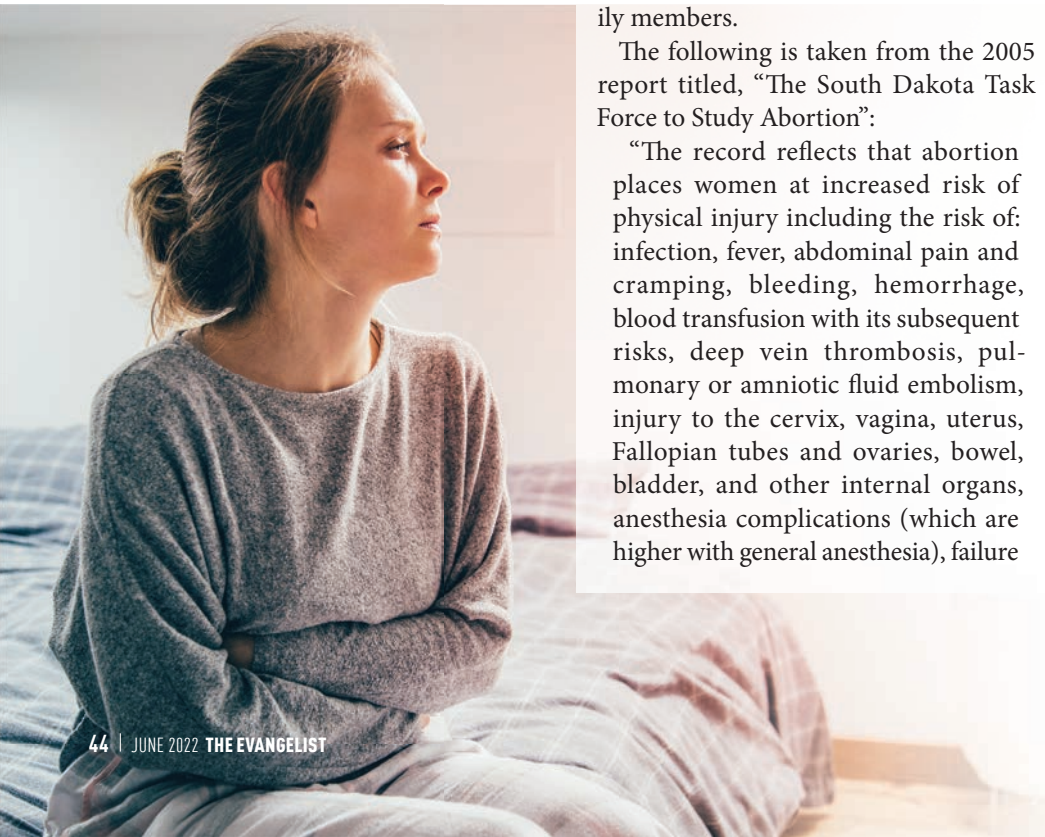 ily members.
The following is taken from the 2005
report titled, “The South Dakota Task
Force to Study Abortion”:
“The record reflects that abortion
places women at increased risk of
physical injury including the risk of:
infection, fever, abdominal pain and
cramping, bleeding, hemorrhage,
blood transfusion with its subsequent
risks, deep vein thrombosis, pul-
monary or amniotic fluid embolism,
injury to the cervix, vagina, uterus,
Fallopian tubes and ovaries, bowel,
bladder, and other internal organs,
anesthesia complications (which are
higher with general anesthesia), failure
44 | JUNE 2022 THE EVANGELIST